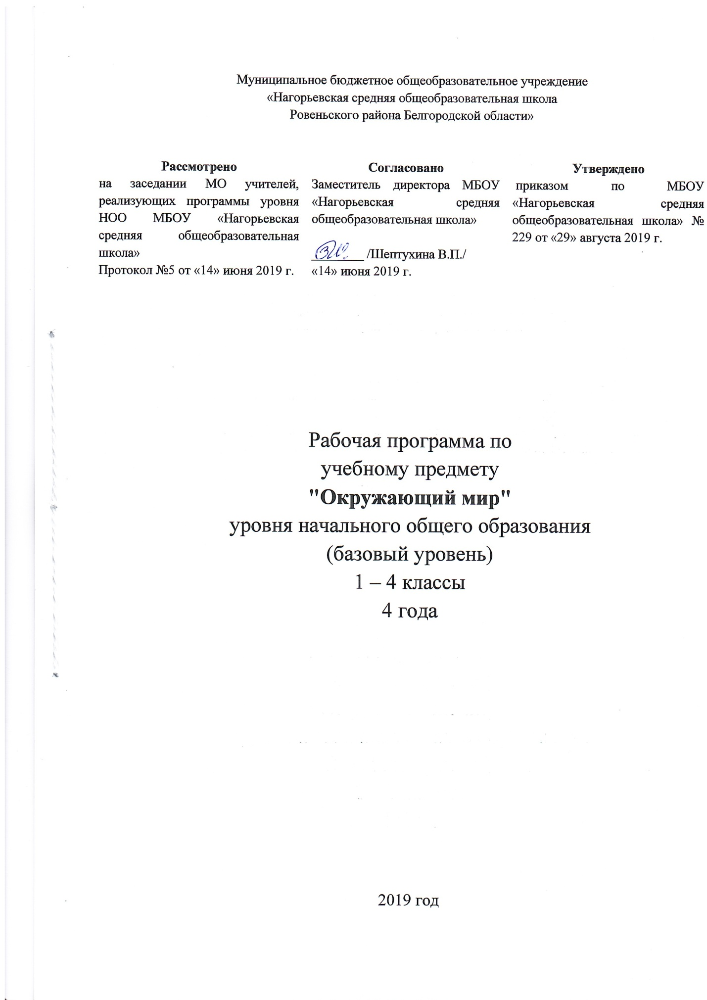 Муниципальное бюджетное общеобразовательное учреждение
«Нагорьевская средняя общеобразовательная школа
Ровеньского района Белгородской области»
Рассмотрено
на заседании МО учителей,
реализующих программы уровня
НОО МБОУ «Нагорьевская
средняя общеобразовательная
школа»
Протокол №5 от «14» июня 2019 г.
Согласовано
Заместитель директора МБОУ
«Нагорьевская средняя
общеобразовательная школа»
/Шептухина В.П./
«14» июня 2019 г.
Утверждено
приказом по МБОУ
«Нагорьевская средняя
общеобразовательная школа» №
229 от «29» августа 2019 г.
Рабочая программа по
учебному предмету
"Окружающий мир"
уровня начального общего образования
(базовый уровень)
1 – 4 классы
4 года
2019 год